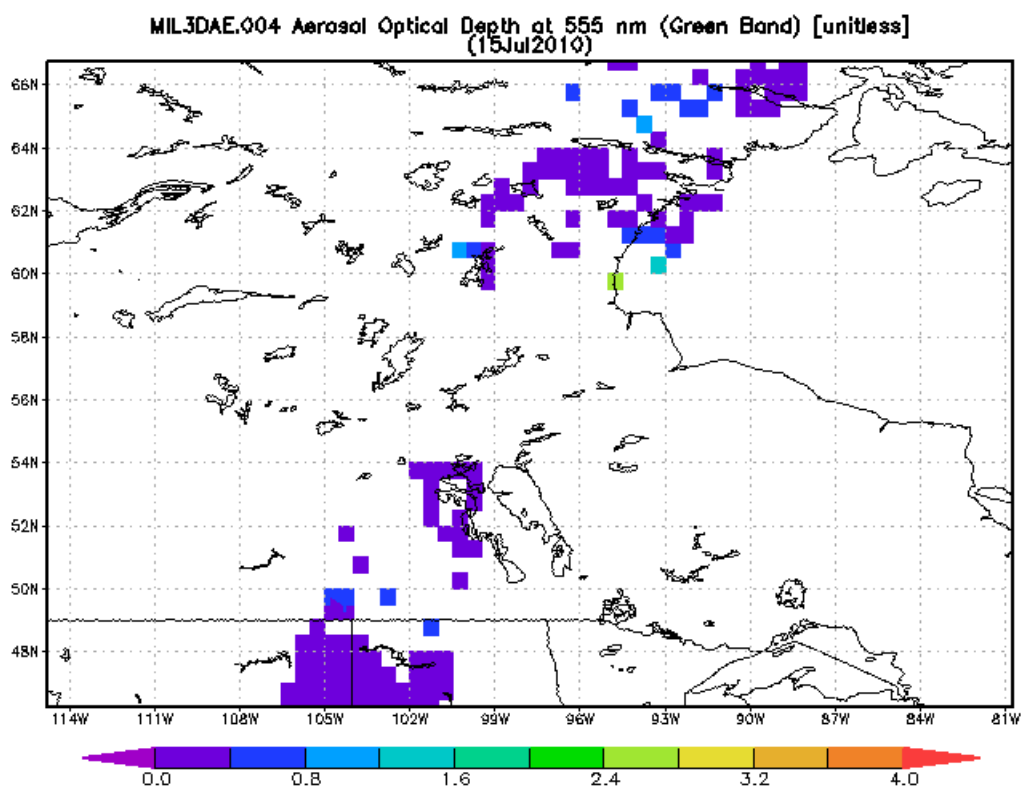 MIL3DAE.004 Aerosol Optical Depth at 555 nm (Green Band) [unitless]
(15Jul2010)
66N
64N
62N
60N
58N
56N
54N
52N
50N
48N
114W 111W 108W 105W 102W 99W 96W 93W 90W 87W 84W 81W
0.0 0.8 1.6 2.4 3.2 4.0